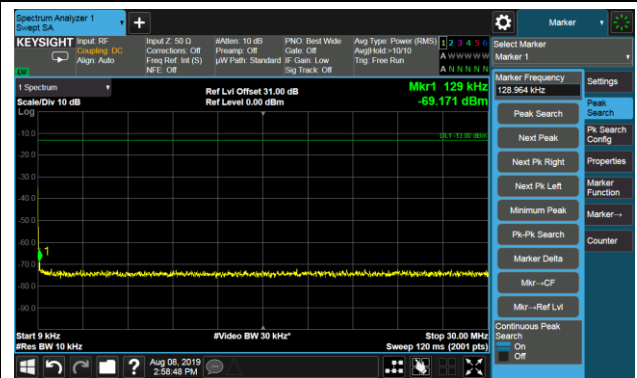 Spectrum Analyzer 1
Swept SA
+
Marker
KEYSIGHT
Input: RF
Coupling: DC
Align: Auto
Input Z: 50 Ω
Corrections: Off
Freq Ref: Int (S)
NFE: Off
#Atten: 10 dB
Preamp: Off
µW Path: Standard
PNO: Best Wide
Gate: Off
IF Gain: Low
Sig Track: Off
Avg Type: Power (RMS)
Avg|Hold:>10/10
Trig: Free Run
1 2 3 4 5 6
A W W W W W
A N N N N N
Select Marker
Marker 1
LW
1 Spectrum
Scale/Div 10 dB
Log
Ref Lvl Offset 31.00 dB
Ref Level 0.00 dBm
Mkr1 129 kHz
-69.171 dBm
DL1 -13.00 dBm
-10.0
-20.0
-30.0
-40.0
-50.0
-60.0
-70.0
-80.0
-90.0
1
Start 9 kHz
#Res BW 10 kHz
#Video BW 30 kHz*
Stop 30.00 MHz
Sweep 120 ms (2001 pts)
Marker Frequency
128.964 kHz
Peak Search
Next Peak
Next Pk Right
Next Pk Left
Minimum Peak
Pk-Pk Search
Marker Delta
Mkr→CF
Mkr→Ref Lvl
Continuous Peak
Search
On
Off
Settings
Peak
Search
Pk Search
Config
Properties
Marker
Function
Marker→
Counter
?
Aug 08, 2019
2:58:48 PM